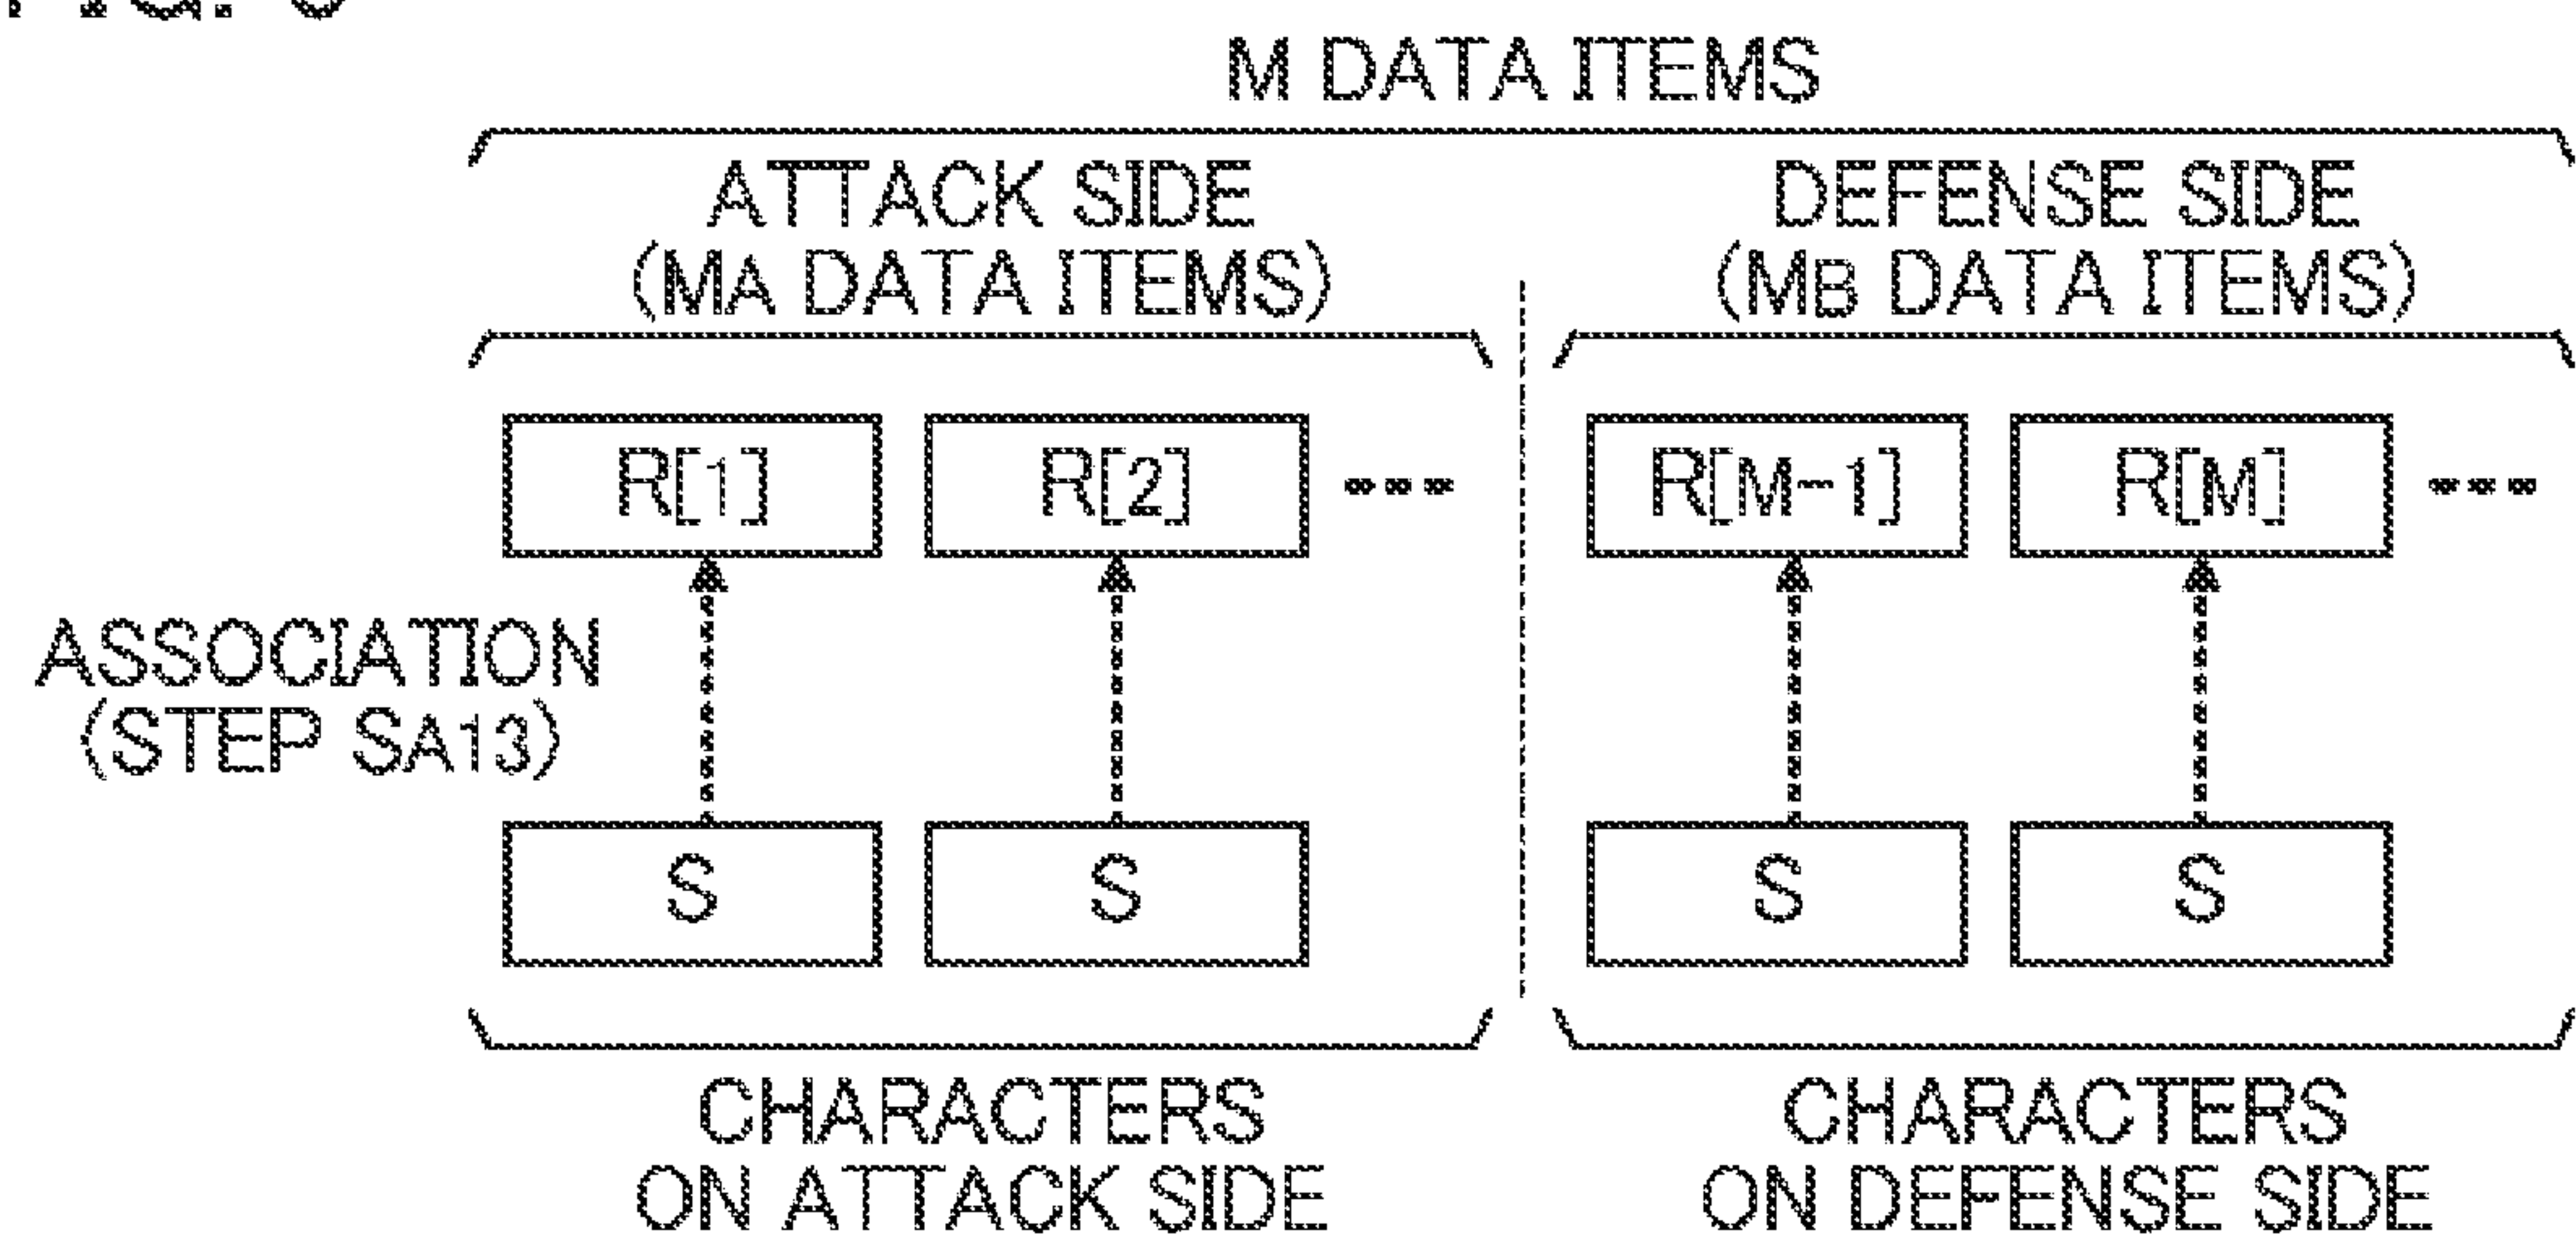 M DATA ITEMS
ATTACK SIDE
(MA DATA ITEMS)
DEFENSE SIDE
(MB DATA ITEMS)
R[1] R[2] --- R[M-1] R[M] ---
ASSOCIATION
(STEP SA13)
S S S S
CHARACTERS
ON ATTACK SIDE
CHARACTERS
ON DEFENSE SIDE